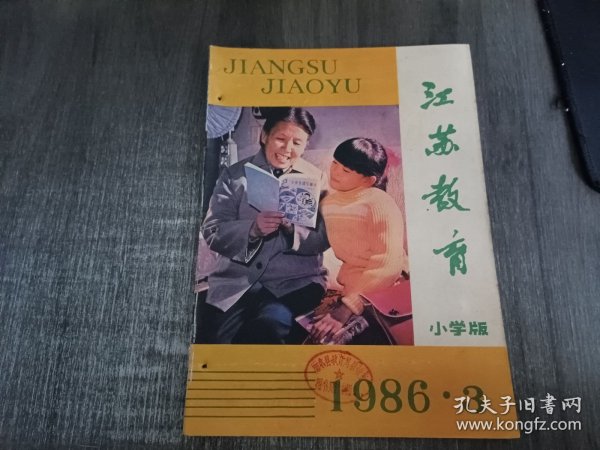 JIANGSU
JIAOYU
江苏教育
小学版
1986·3
孔夫子旧书网
www.kongfz.com